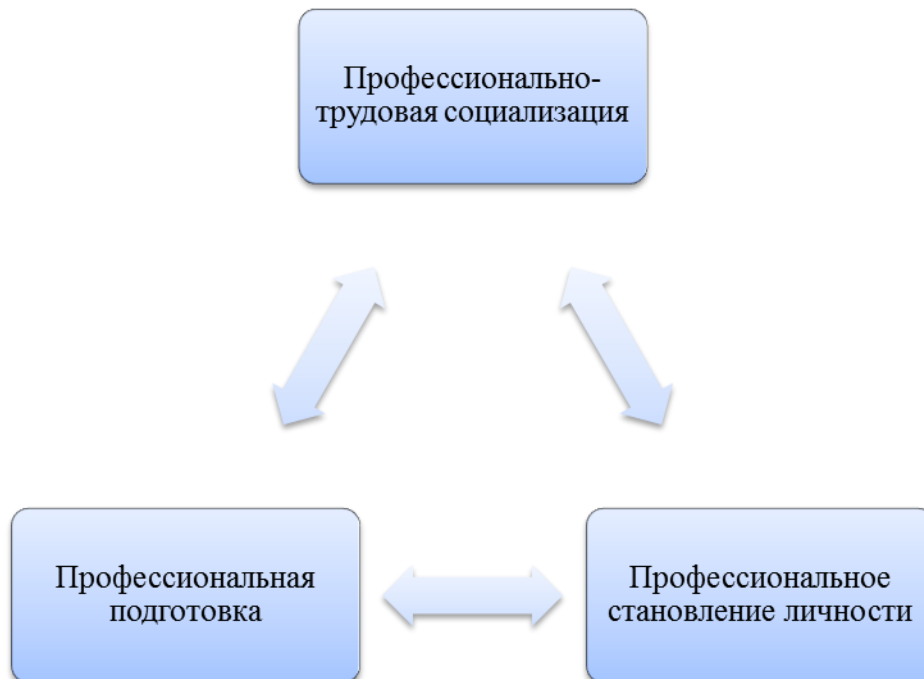 Профессионально-
трудовая социализация
Профессиональная
подготовка
Профессиональное
становление личности